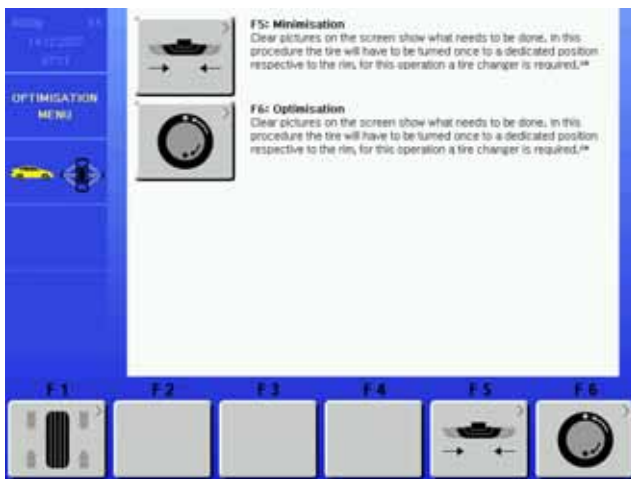 F5: Minimisation
Clear pictures on the screen show what needs to be done. In this
procedure the tire will have to be turned once to a dedicated position
respective to the rim, for this operation a tire changer is required.
OPTIMISATION
MENU
F6: Optimisation
Clear pictures on the screen show what needs to be done. In this
procedure the tire will have to be turned once to a dedicated position
respective to the rim, for this operation a tire changer is required.
F1 F2 F3 F4 F5 F6